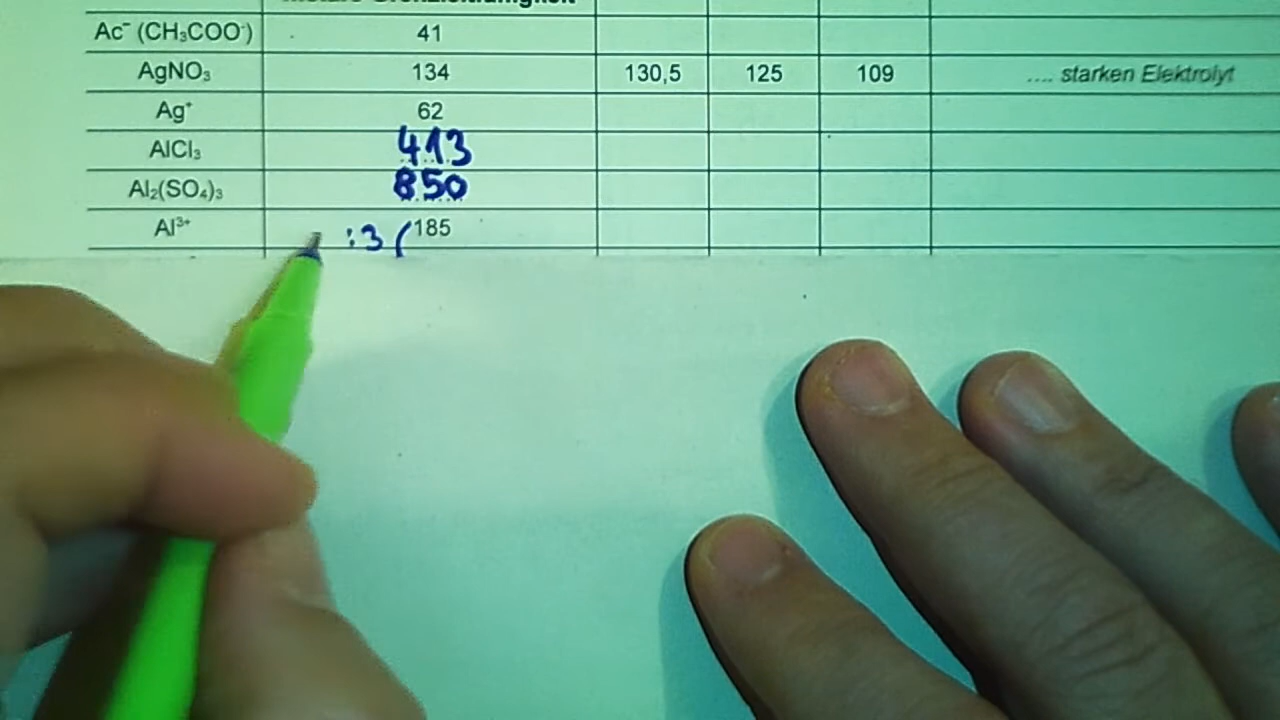 Ac⁻ (CH₃COO⁻) 41
AgNO₃ 134 130,5 125 109 .... starken Elektrolyt
Ag⁺ 62
AlCl₃ 413
Al₂(SO₄)₃ 850
Al³⁺ :3 ( 185